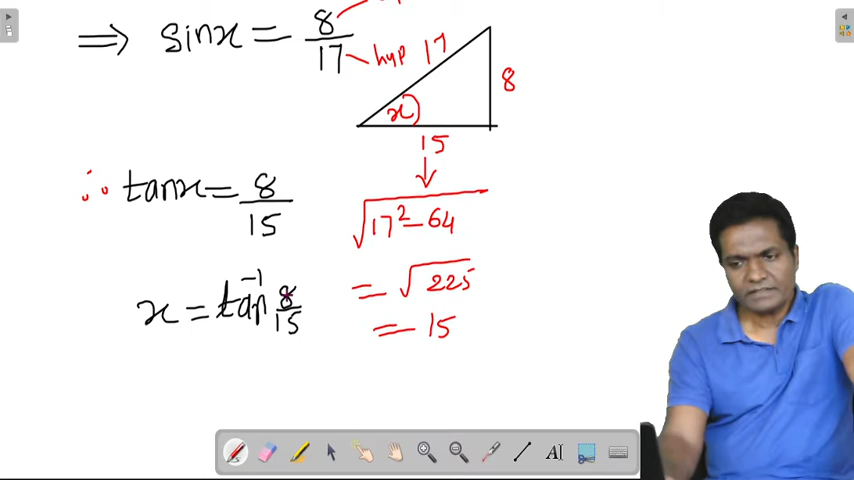 ⇒ sinx = 8/17
hyp 17
8
x
15
∴ tanx = 8/15
√(17² - 64)
x = tan⁻¹ 8/15
= √225
= 15
A